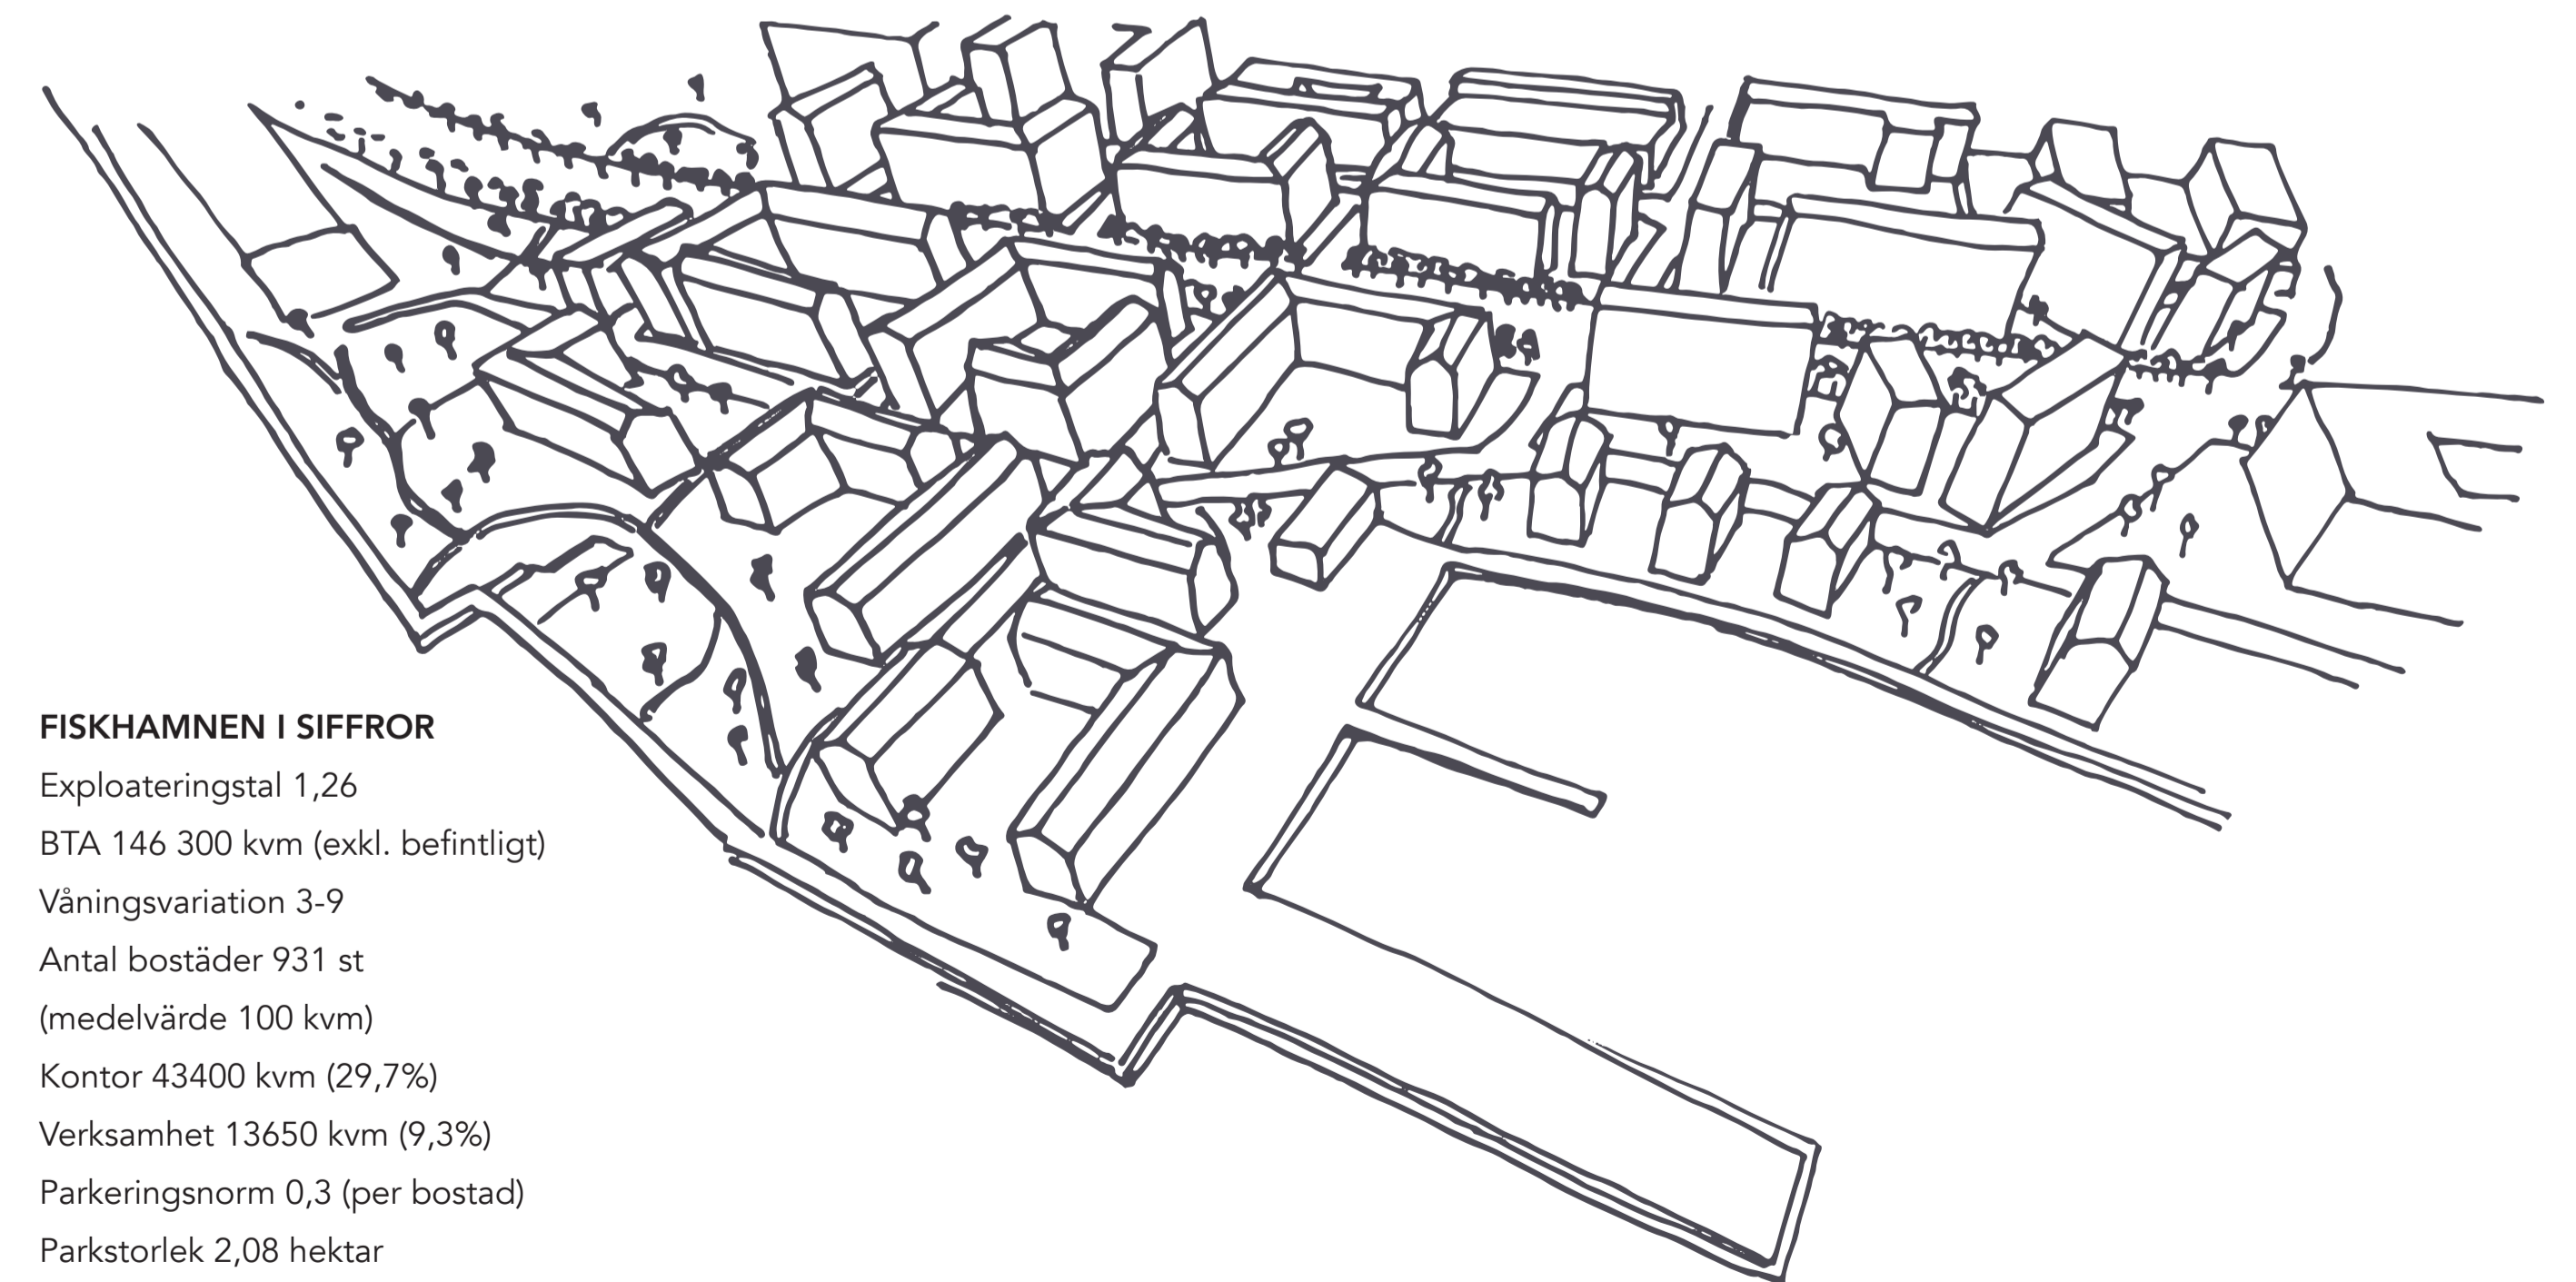 FISKHAMNEN I SIFFROR
Exploateringstal 1,26
BTA 146 300 kvm (exkl. befintligt)
Våningsvariation 3-9
Antal bostäder 931 st
(medelvärde 100 kvm)
Kontor 43400 kvm (29,7%)
Verksamhet 13650 kvm (9,3%)
Parkeringsnorm 0,3 (per bostad)
Parkstorlek 2,08 hektar